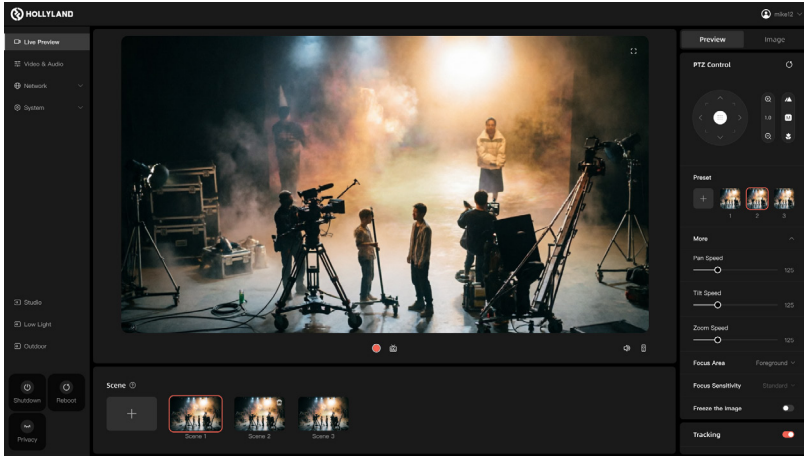 HOLLYLAND
mike12
Live Preview
Video & Audio
Network
System
Studio
Low Light
Outdoor
Shutdown
Reboot
Privacy
Scene
Scene 1
Scene 2
Scene 3
Preview
Image
PTZ Control
1.0
Preset
1
2
3
More
Pan Speed
125
Tilt Speed
125
Zoom Speed
125
Focus Area
Foreground
Focus Sensitivity
Standard
Freeze the Image
Tracking